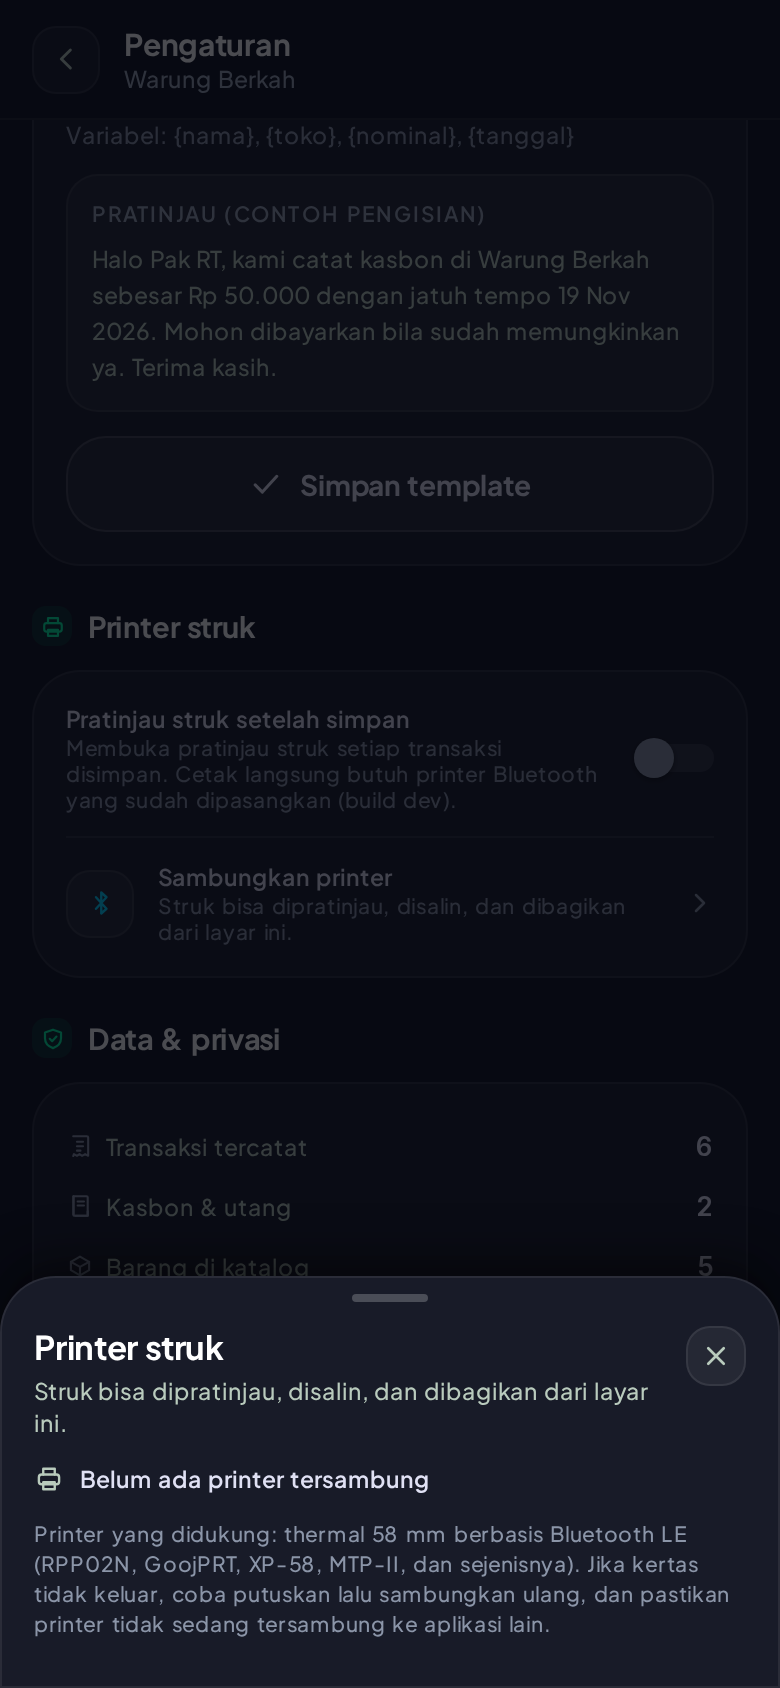 Pengaturan
Warung Berkah
Variabel: {nama}, {toko}, {nominal}, {tanggal}
PRATINJAU (CONTOH PENGISIAN)
Halo Pak RT, kami catat kasbon di Warung Berkah
sebesar Rp 50.000 dengan jatuh tempo 19 Nov
2026. Mohon dibayarkan bila sudah memungkinkan
ya. Terima kasih.
Simpan template
Printer struk
Pratinjau struk setelah simpan
Membuka pratinjau struk setiap transaksi
disimpan. Cetak langsung butuh printer Bluetooth
yang sudah dipasangkan (build dev).
Sambungkan printer
Struk bisa dipratinjau, disalin, dan dibagikan
dari layar ini.
Data & privasi
Transaksi tercatat 6
Kasbon & utang 2
Barang di katalog 5
Printer struk
Struk bisa dipratinjau, disalin, dan dibagikan dari layar
ini.
Belum ada printer tersambung
Printer yang didukung: thermal 58 mm berbasis Bluetooth LE
(RPP02N, GoojPRT, XP-58, MTP-II, dan sejenisnya). Jika kertas
tidak keluar, coba putuskan lalu sambungkan ulang, dan pastikan
printer tidak sedang tersambung ke aplikasi lain.